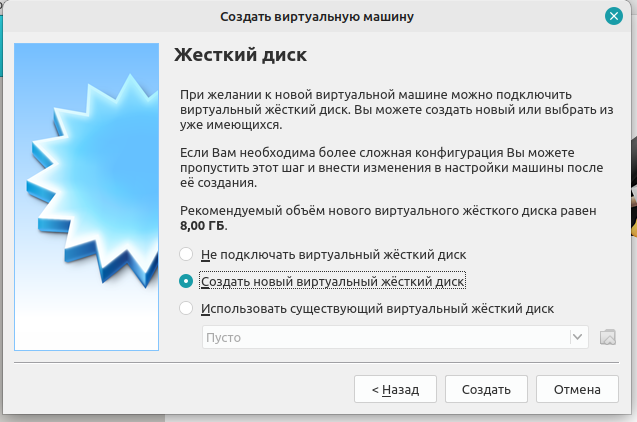 Создать виртуальную машину
Жесткий диск
При желании к новой виртуальной машине можно подключить
виртуальный жёсткий диск. Вы можете создать новый или выбрать из
уже имеющихся.
Если Вам необходима более сложная конфигурация Вы можете
пропустить этот шаг и внести изменения в настройки машины после
её создания.
Рекомендуемый объём нового виртуального жёсткого диска равен
8,00 ГБ.
Не подключать виртуальный жёсткий диск
Создать новый виртуальный жёсткий диск
Использовать существующий виртуальный жёсткий диск
Пусто
< Назад
Создать
Отмена